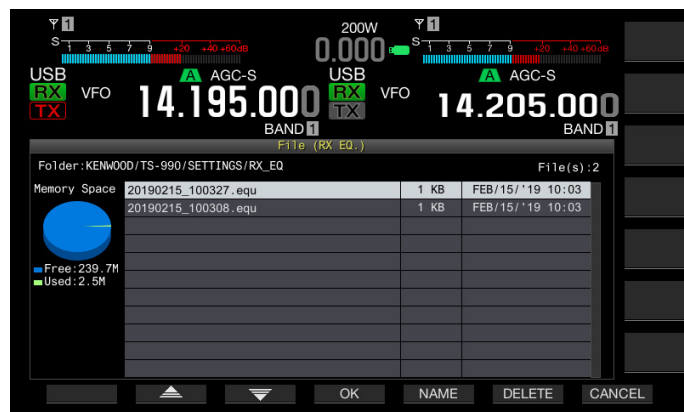 1 200W 1
S 1 3 5 7 9 +20 +40 +60dB 0.000 S 1 3 5 7 9 +20 +40 +60dB
USB A AGC-S USB A AGC-S
RX VFO 14.195.000 RX VFO 14.205.000
TX TX
BAND 1 BAND 1
File (RX EQ.)
Folder:KENWOOD/TS-990/SETTINGS/RX_EQ File(s):2
Memory Space 20190215_100327.equ 1 KB FEB/15/'19 10:03
20190215_100308.equ 1 KB FEB/15/'19 10:03
Free:239.7M
Used:2.5M
OK NAME DELETE CANCEL